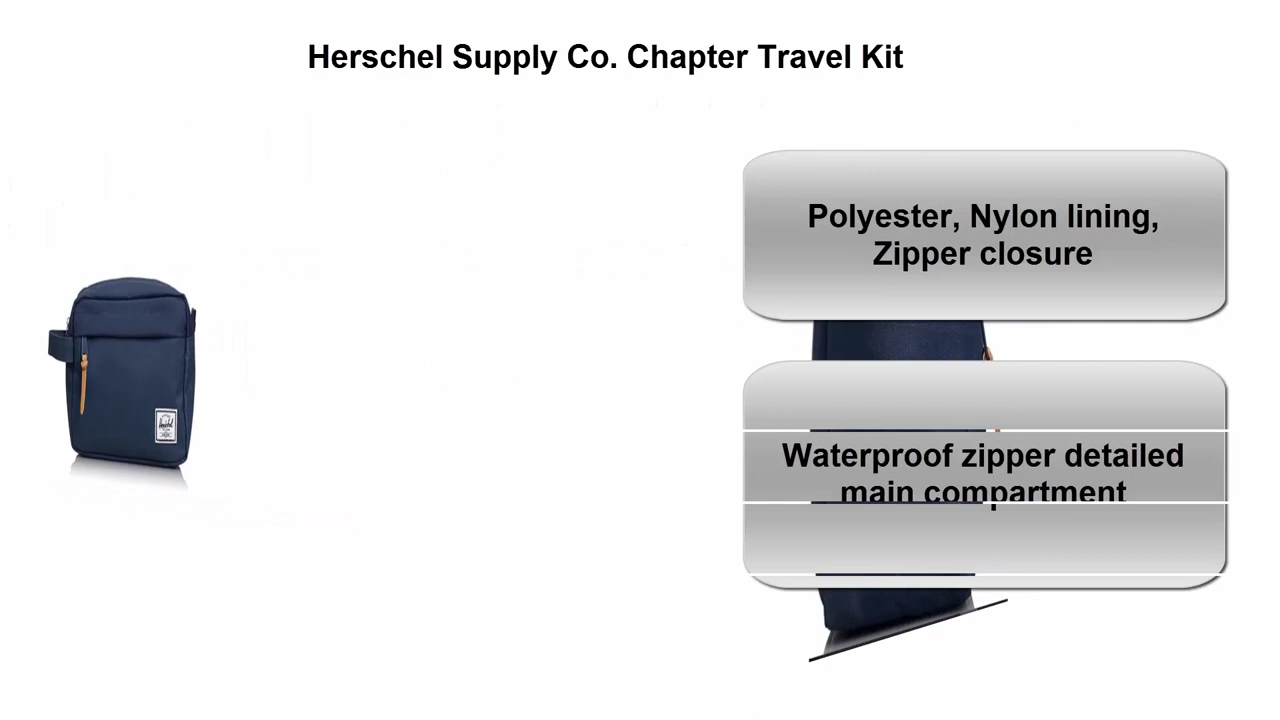 Herschel Supply Co. Chapter Travel Kit
Polyester, Nylon lining,
Zipper closure
Waterproof zipper detailed
main compartment